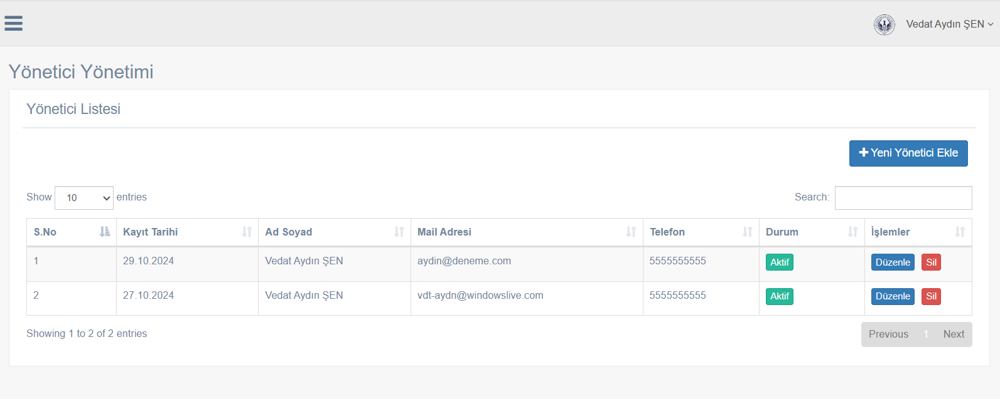 Vedat Aydın ŞEN
Yönetici Yönetimi
Yönetici Listesi
Yeni Yönetici Ekle
Show 10 entries Search:
S.No Kayıt Tarihi Ad Soyad Mail Adresi Telefon Durum İşlemler
1 29.10.2024 Vedat Aydın ŞEN aydin@deneme.com 5555555555 Aktif Düzenle Sil
2 27.10.2024 Vedat Aydın ŞEN vdt-aydn@windowslive.com 5555555555 Aktif Düzenle Sil
Showing 1 to 2 of 2 entries Previous 1 Next